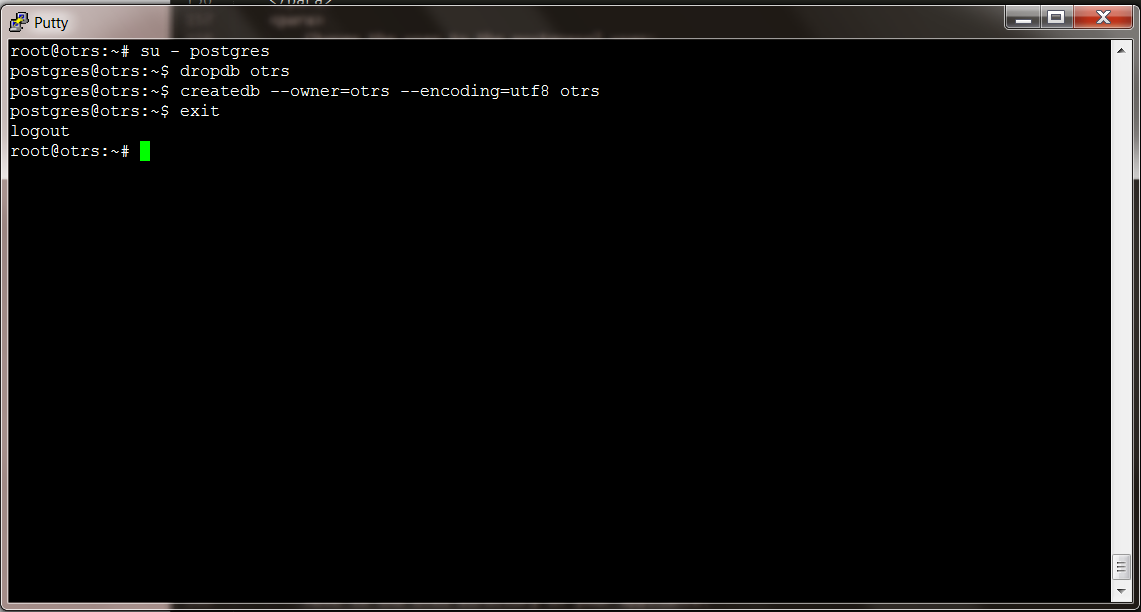 Putty
root@otrs:~# su - postgres
postgres@otrs:~$ dropdb otrs
postgres@otrs:~$ createdb --owner=otrs --encoding=utf8 otrs
postgres@otrs:~$ exit
logout
root@otrs:~#